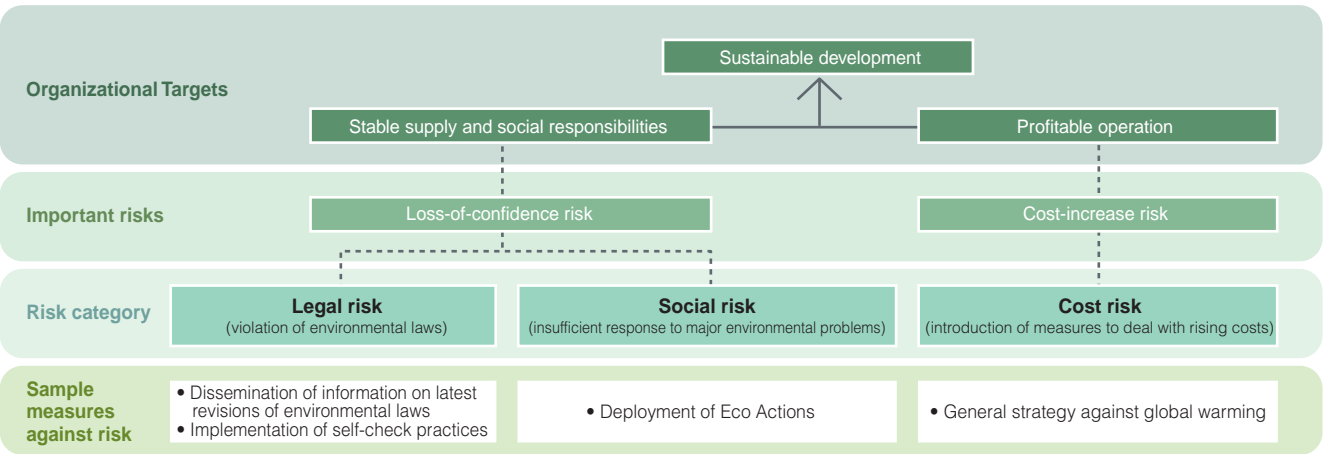 Organizational Targets
Sustainable development
Stable supply and social responsibilities
Profitable operation
Important risks
Loss-of-confidence risk
Cost-increase risk
Risk category
Legal risk
(violation of environmental laws)
Social risk
(insufficient response to major environmental problems)
Cost risk
(introduction of measures to deal with rising costs)
Sample
measures
against risk
• Dissemination of information on latest
revisions of environmental laws
• Implementation of self-check practices
• Deployment of Eco Actions
• General strategy against global warming